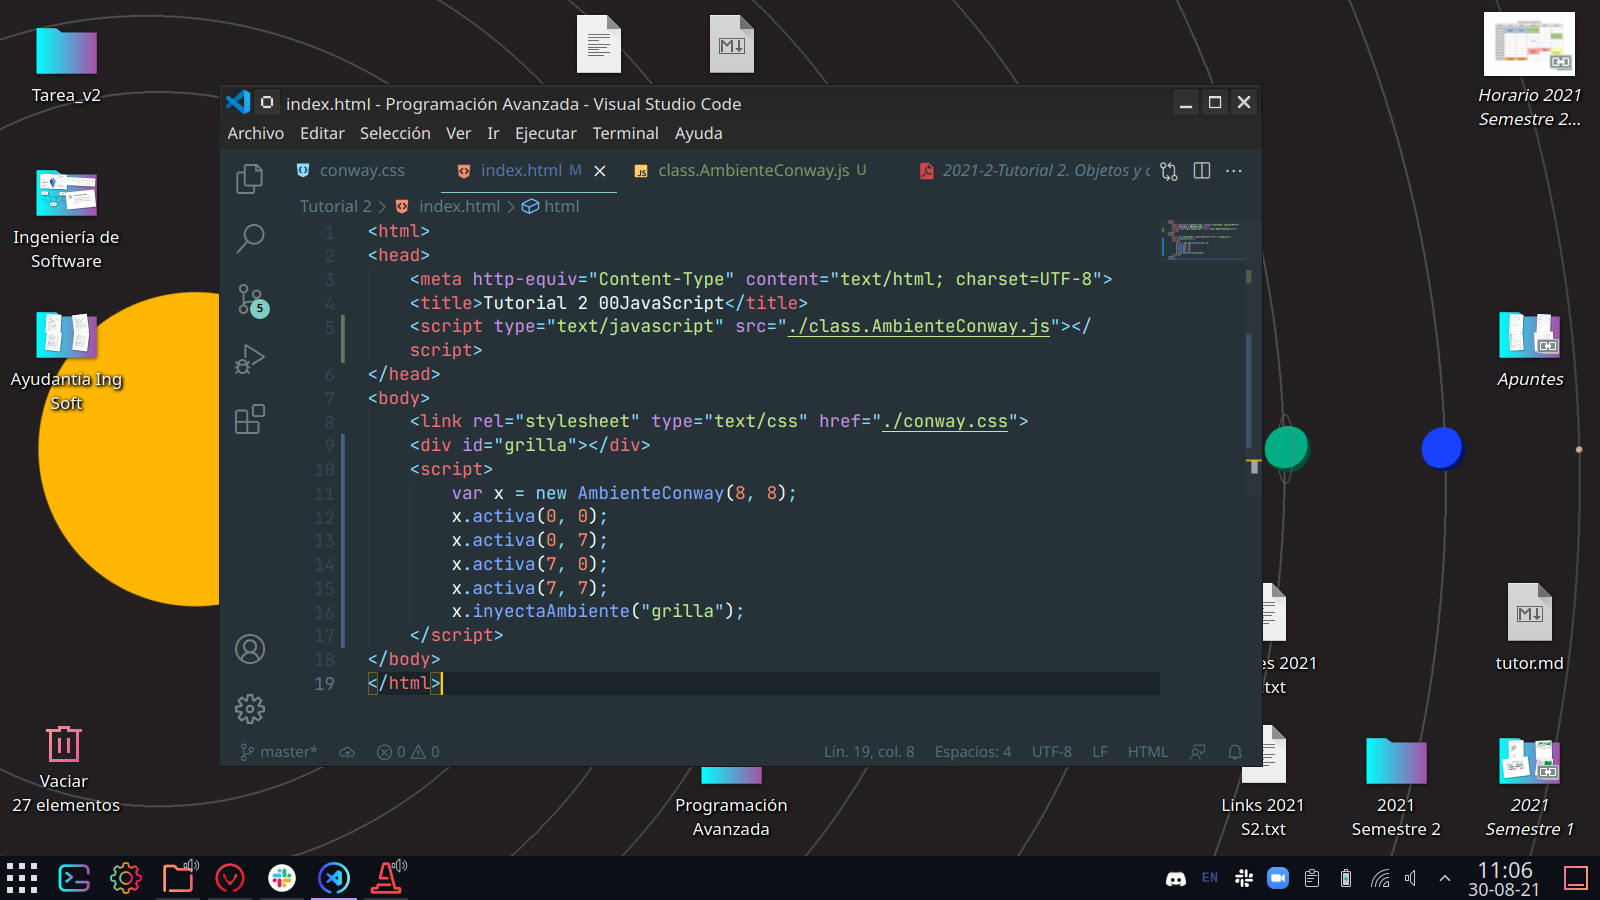 Tarea_v2
Ingeniería de
Software
Ayudantía Ing
Soft
Vaciar
27 elementos
Horario 2021
Semestre 2...
Apuntes
tutor.md
es 2021
.txt
Links 2021
S2.txt
2021
Semestre 2
2021
Semestre 1
Programación
Avanzada
index.html - Programación Avanzada - Visual Studio Code
Archivo Editar Selección Ver Ir Ejecutar Terminal Ayuda
conway.css index.html M class.AmbienteConway.js U 2021-2-Tutorial 2. Objetos y
Tutorial 2 > index.html > html
5
1 <html>
2 <head>
3 <meta http-equiv="Content-Type" content="text/html; charset=UTF-8">
4 <title>Tutorial 2 00JavaScript</title>
5 <script type="text/javascript" src="./class.AmbienteConway.js"></
script>
6 </head>
7 <body>
8 <link rel="stylesheet" type="text/css" href="./conway.css">
9 <div id="grilla"></div>
10 <script>
11 var x = new AmbienteConway(8, 8);
12 x.activa(0, 0);
13 x.activa(0, 7);
14 x.activa(7, 0);
15 x.activa(7, 7);
16 x.inyectaAmbiente("grilla");
17 </script>
18 </body>
19 </html>
master* 0 0 Lín. 19, col. 8 Espacios: 4 UTF-8 LF HTML
EN
11:06
30-08-21